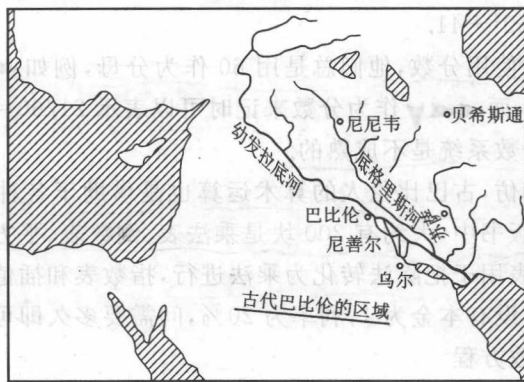 尼尼韦
贝希斯通
幼发拉底河
底格里斯河
巴比伦
尼善尔
乌尔
古代巴比伦的区域